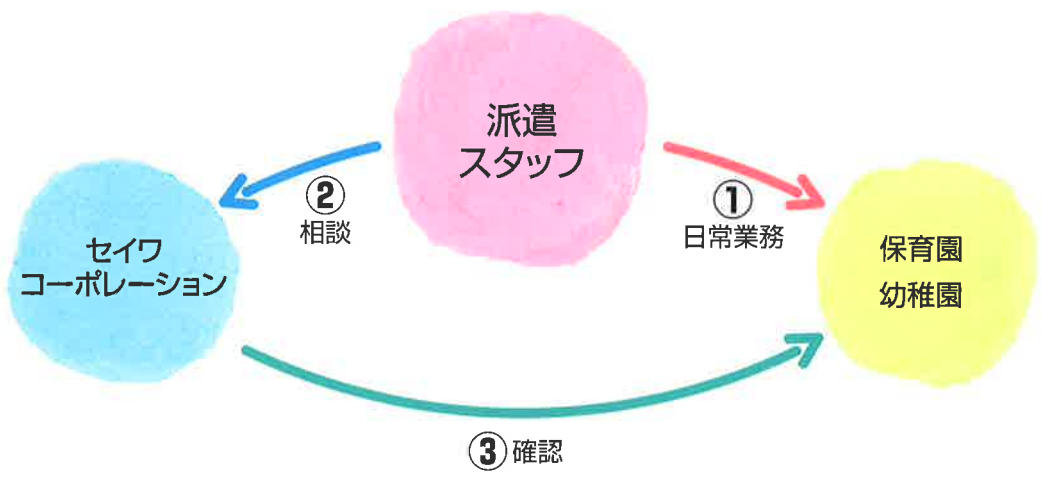 派遣
スタッフ
②
相談
①
日常業務
セイワ
コーポレーション
保育園
幼稚園
③確認